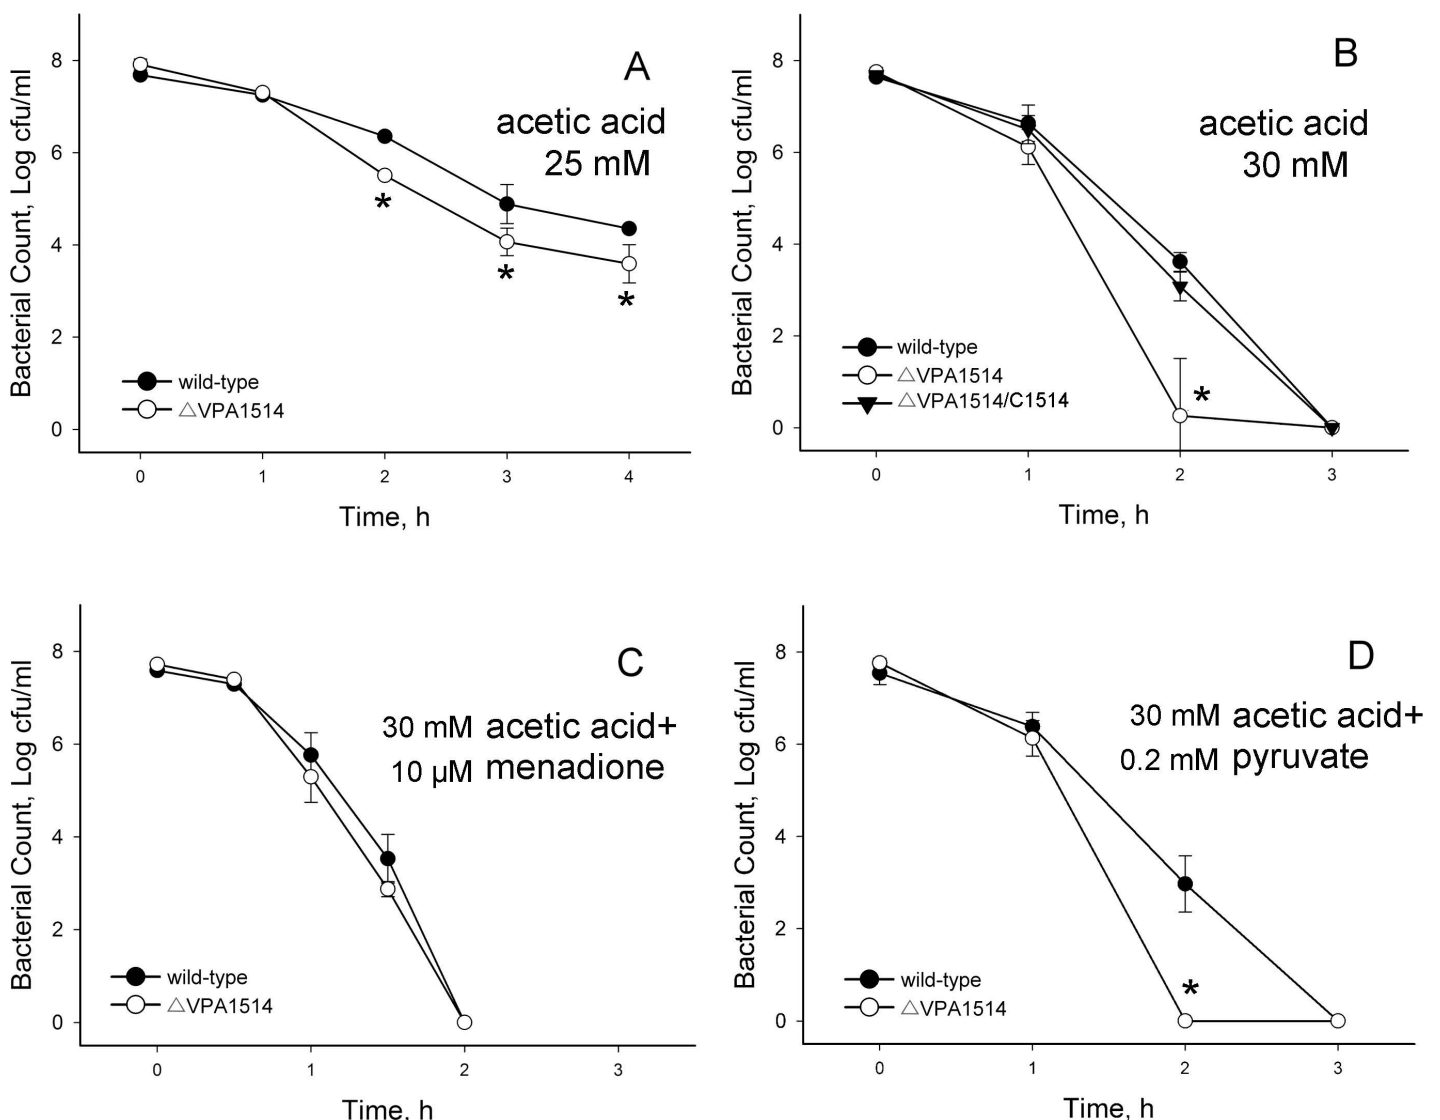 A
acetic acid
25 mM
Bacterial Count, Log cfu/ml
8
6
4
2
0
wild-type
△VPA1514
*
*
*
0 1 2 3 4
Time, h
B
acetic acid
30 mM
Bacterial Count, Log cfu/ml
8
6
4
2
0
wild-type
△VPA1514
△VPA1514/C1514
*
0 1 2 3
Time, h
C
30 mM acetic acid+
10 µM menadione
Bacterial Count, Log cfu/ml
8
6
4
2
0
wild-type
△VPA1514
0 1 2 3
Time, h
D
30 mM acetic acid+
0.2 mM pyruvate
Bacterial Count, Log cfu/ml
8
6
4
2
0
wild-type
△VPA1514
*
0 1 2 3
Time, h